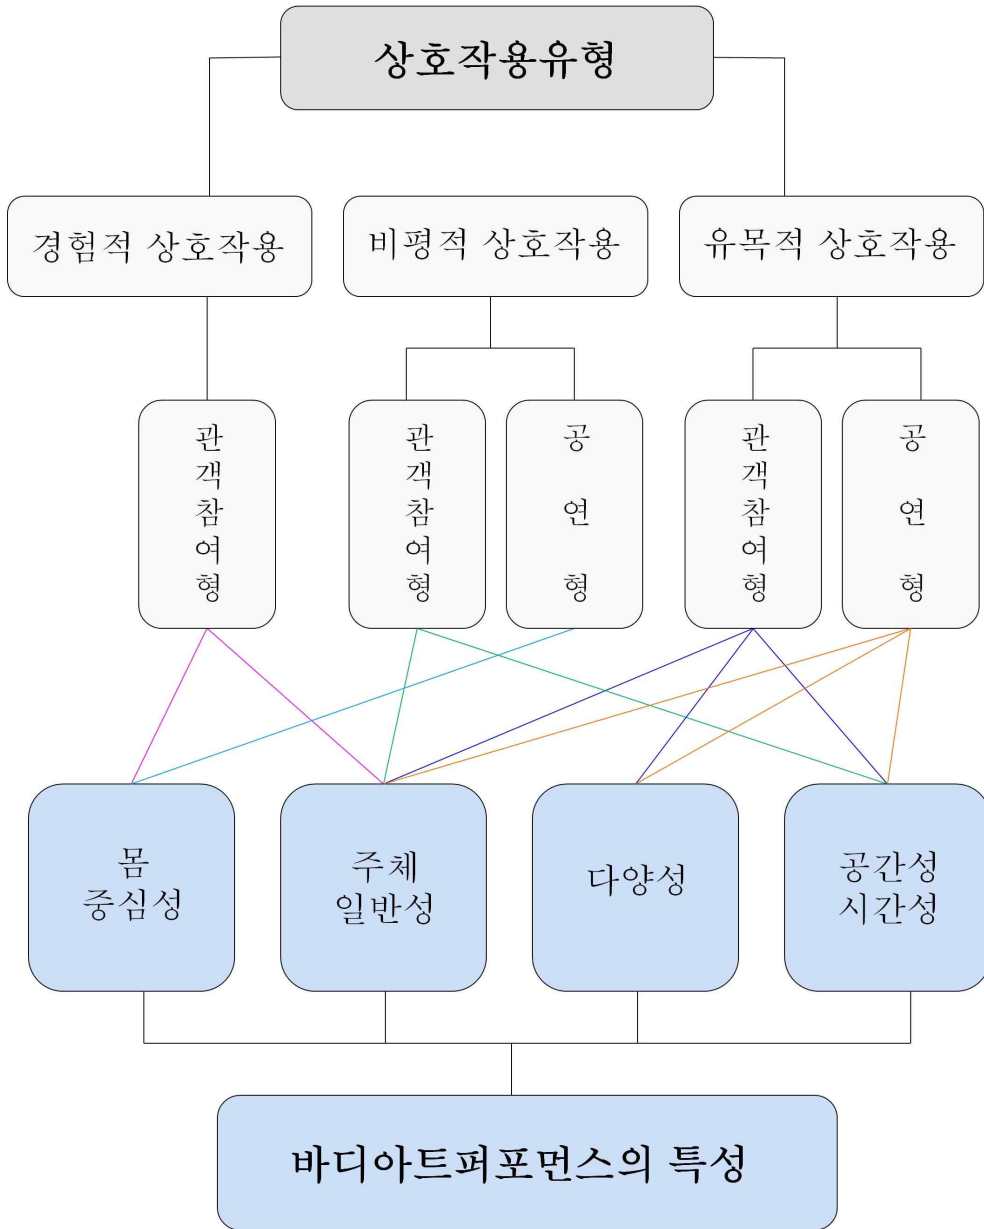 상호작용유형
경험적 상호작용
비평적 상호작용
유목적 상호작용
관객참여형
관객참여형
공연형
관객참여형
공연형
몸
중심성
주체
일반성
다양성
공간성
시간성
바디아트퍼포먼스의 특성